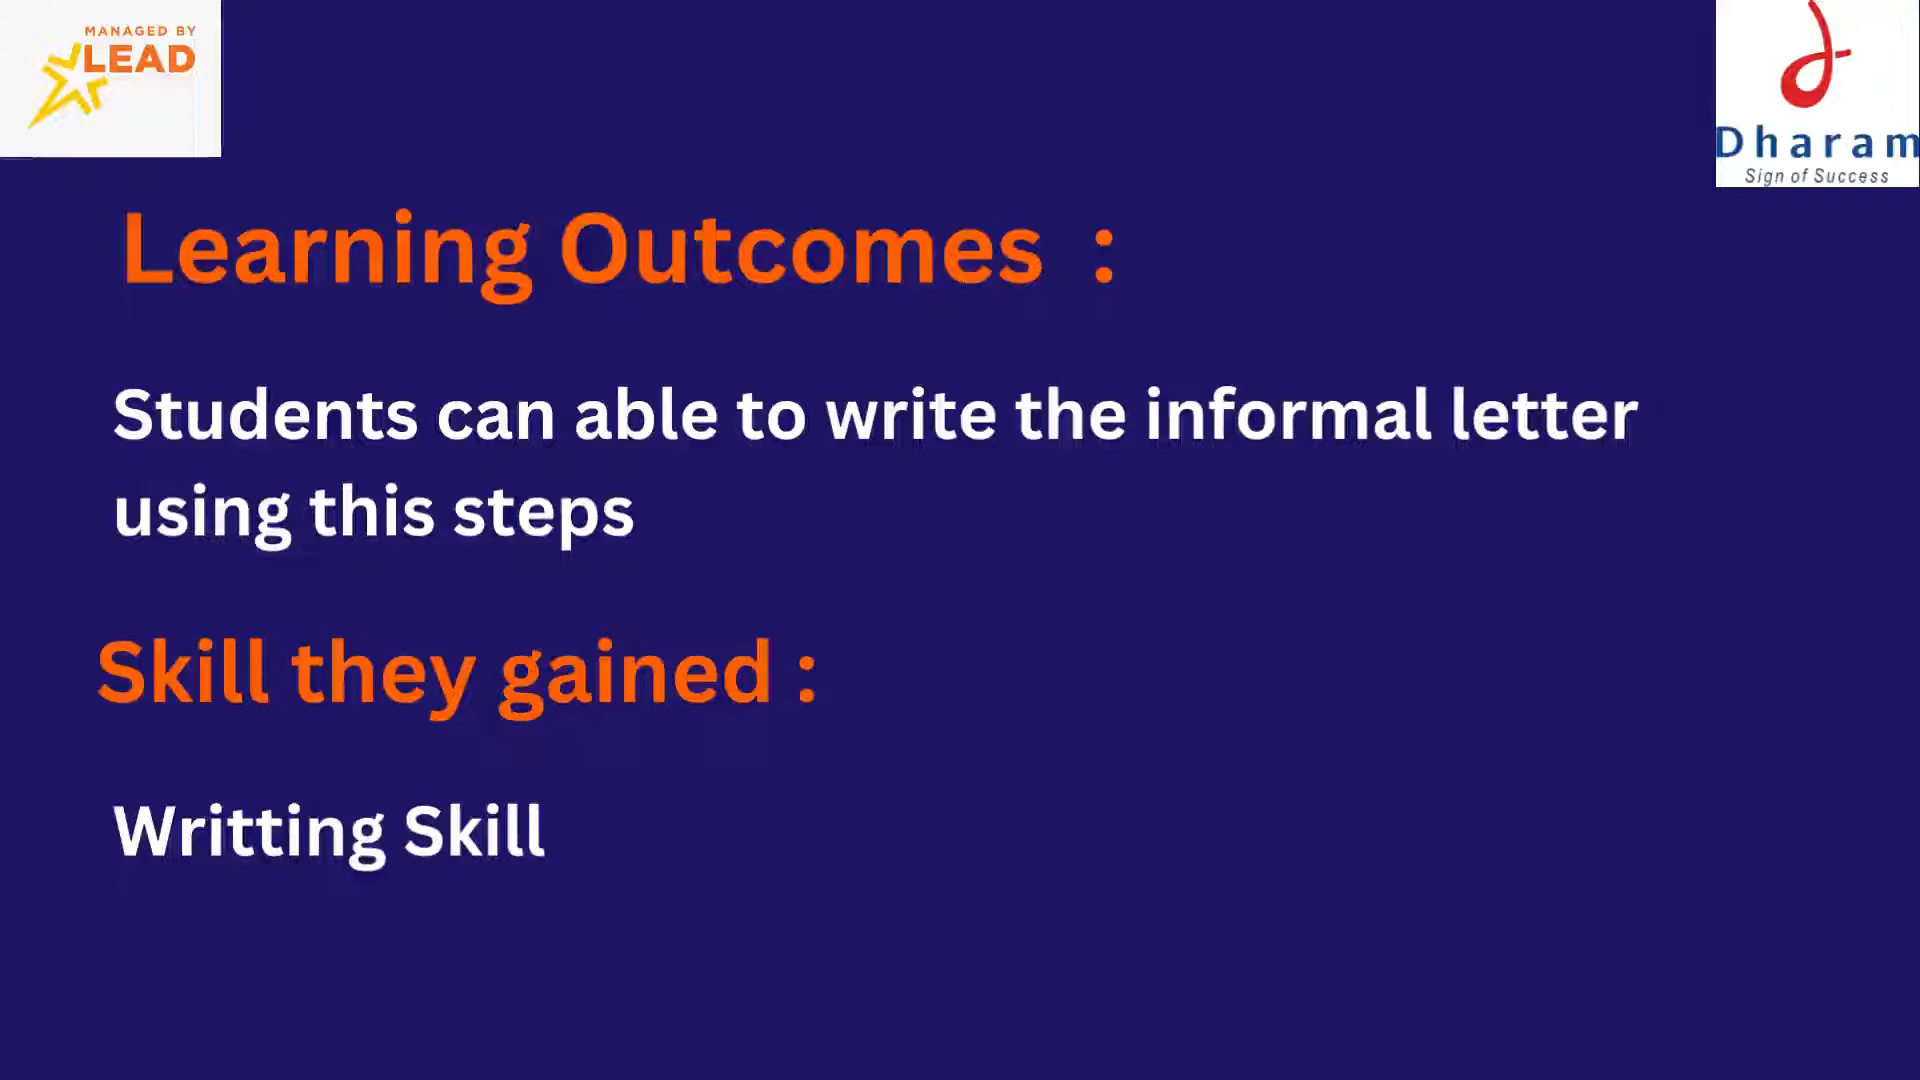 MANAGED BY
LEAD
Dharam
Sign of Success
Learning Outcomes :
Students can able to write the informal letter
using this steps
Skill they gained :
Writting Skill